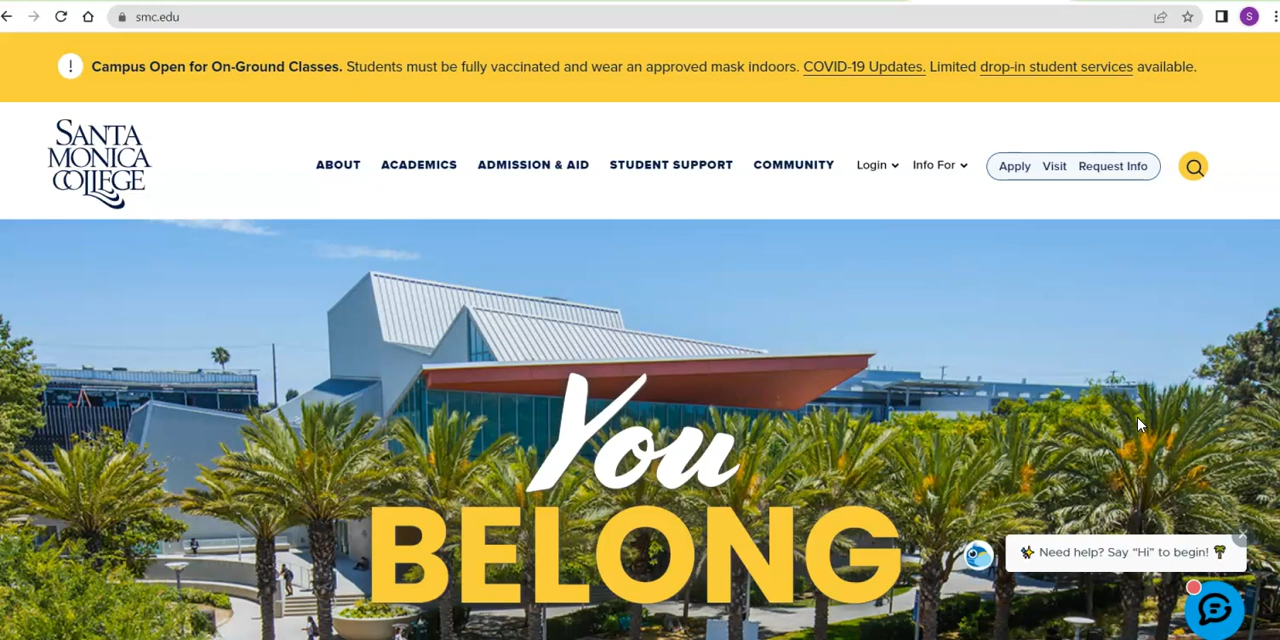 smc.edu
S
! Campus Open for On-Ground Classes. Students must be fully vaccinated and wear an approved mask indoors. COVID-19 Updates. Limited drop-in student services available.
SANTA
MONICA
COLLEGE
ABOUT ACADEMICS ADMISSION & AID STUDENT SUPPORT COMMUNITY Login Info For Apply Visit Request Info
You
BELONG
Need help? Say “Hi” to begin!